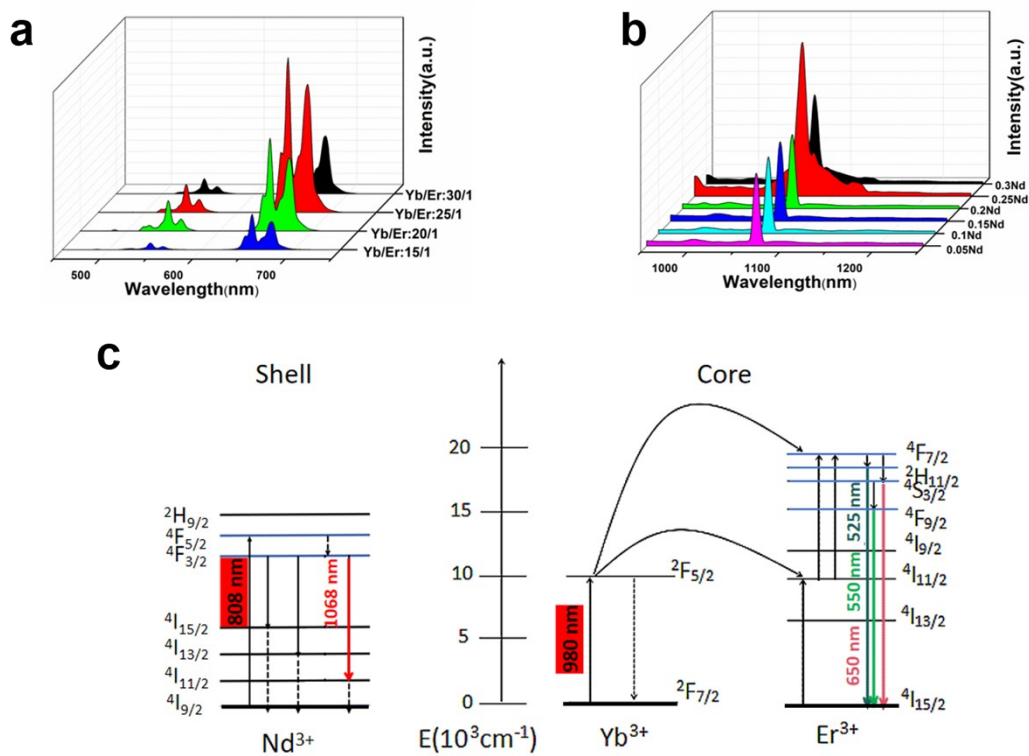 a
Intensity(a.u.)
Yb/Er:30/1
Yb/Er:25/1
Yb/Er:20/1
Yb/Er:15/1
500 600 700
Wavelength(nm)
b
Intensity(a.u.)
0.3Nd
0.25Nd
0.2Nd
0.15Nd
0.1Nd
0.05Nd
1000 1100 1200
Wavelength(nm)
c
Shell
Core
²H₉/₂
⁴F₅/₂
⁴F₃/₂
808 nm
1068 nm
⁴I₁₅/₂
⁴I₁₃/₂
⁴I₁₁/₂
⁴I₉/₂
Nd³⁺
20
15
10
5
0
E(10³cm⁻¹)
²F₅/₂
980 nm
²F₇/₂
Yb³⁺
⁴F₇/₂
²H₁₁/₂
⁴S₃/₂
⁴F₉/₂
⁴I₉/₂
⁴I₁₁/₂
⁴I₁₃/₂
⁴I₁₅/₂
525 nm
550 nm
650 nm
Er³⁺